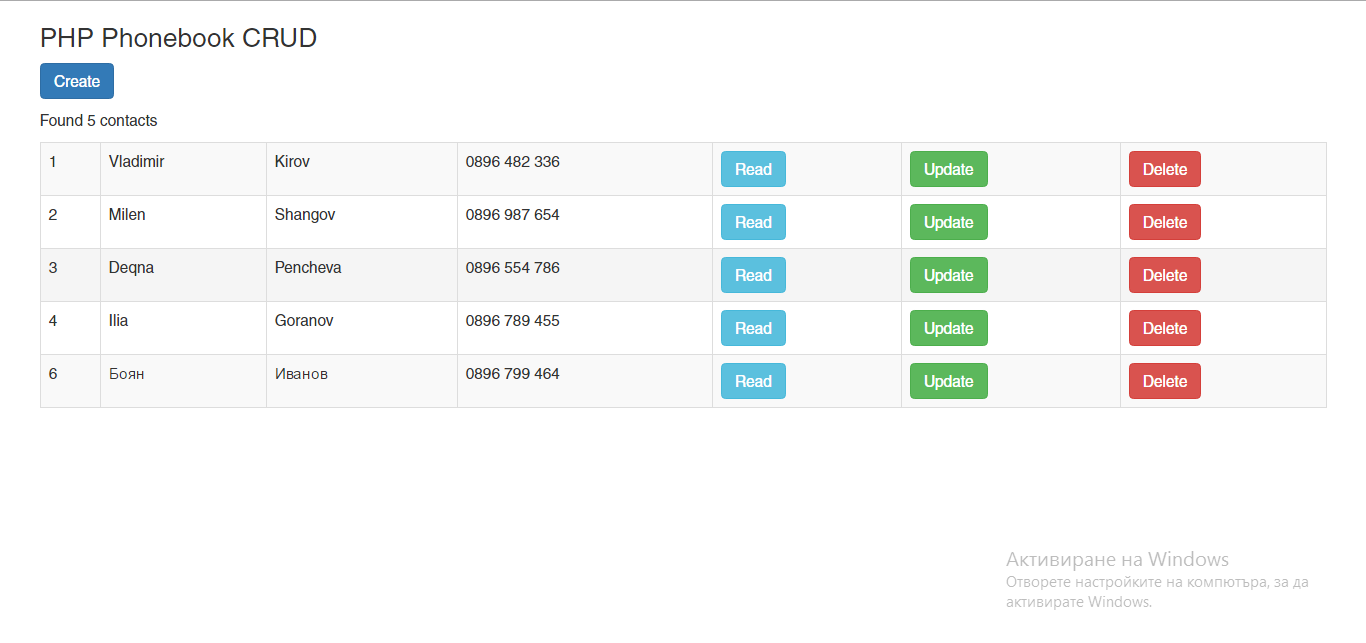 PHP Phonebook CRUD
Create
Found 5 contacts
1 Vladimir Kirov 0896 482 336 Read Update Delete
2 Milen Shangov 0896 987 654 Read Update Delete
3 Deqna Pencheva 0896 554 786 Read Update Delete
4 Ilia Goranov 0896 789 455 Read Update Delete
6 Боян Иванов 0896 799 464 Read Update Delete
Активиране на Windows
Отворете настройките на компютъра, за да
активирате Windows.